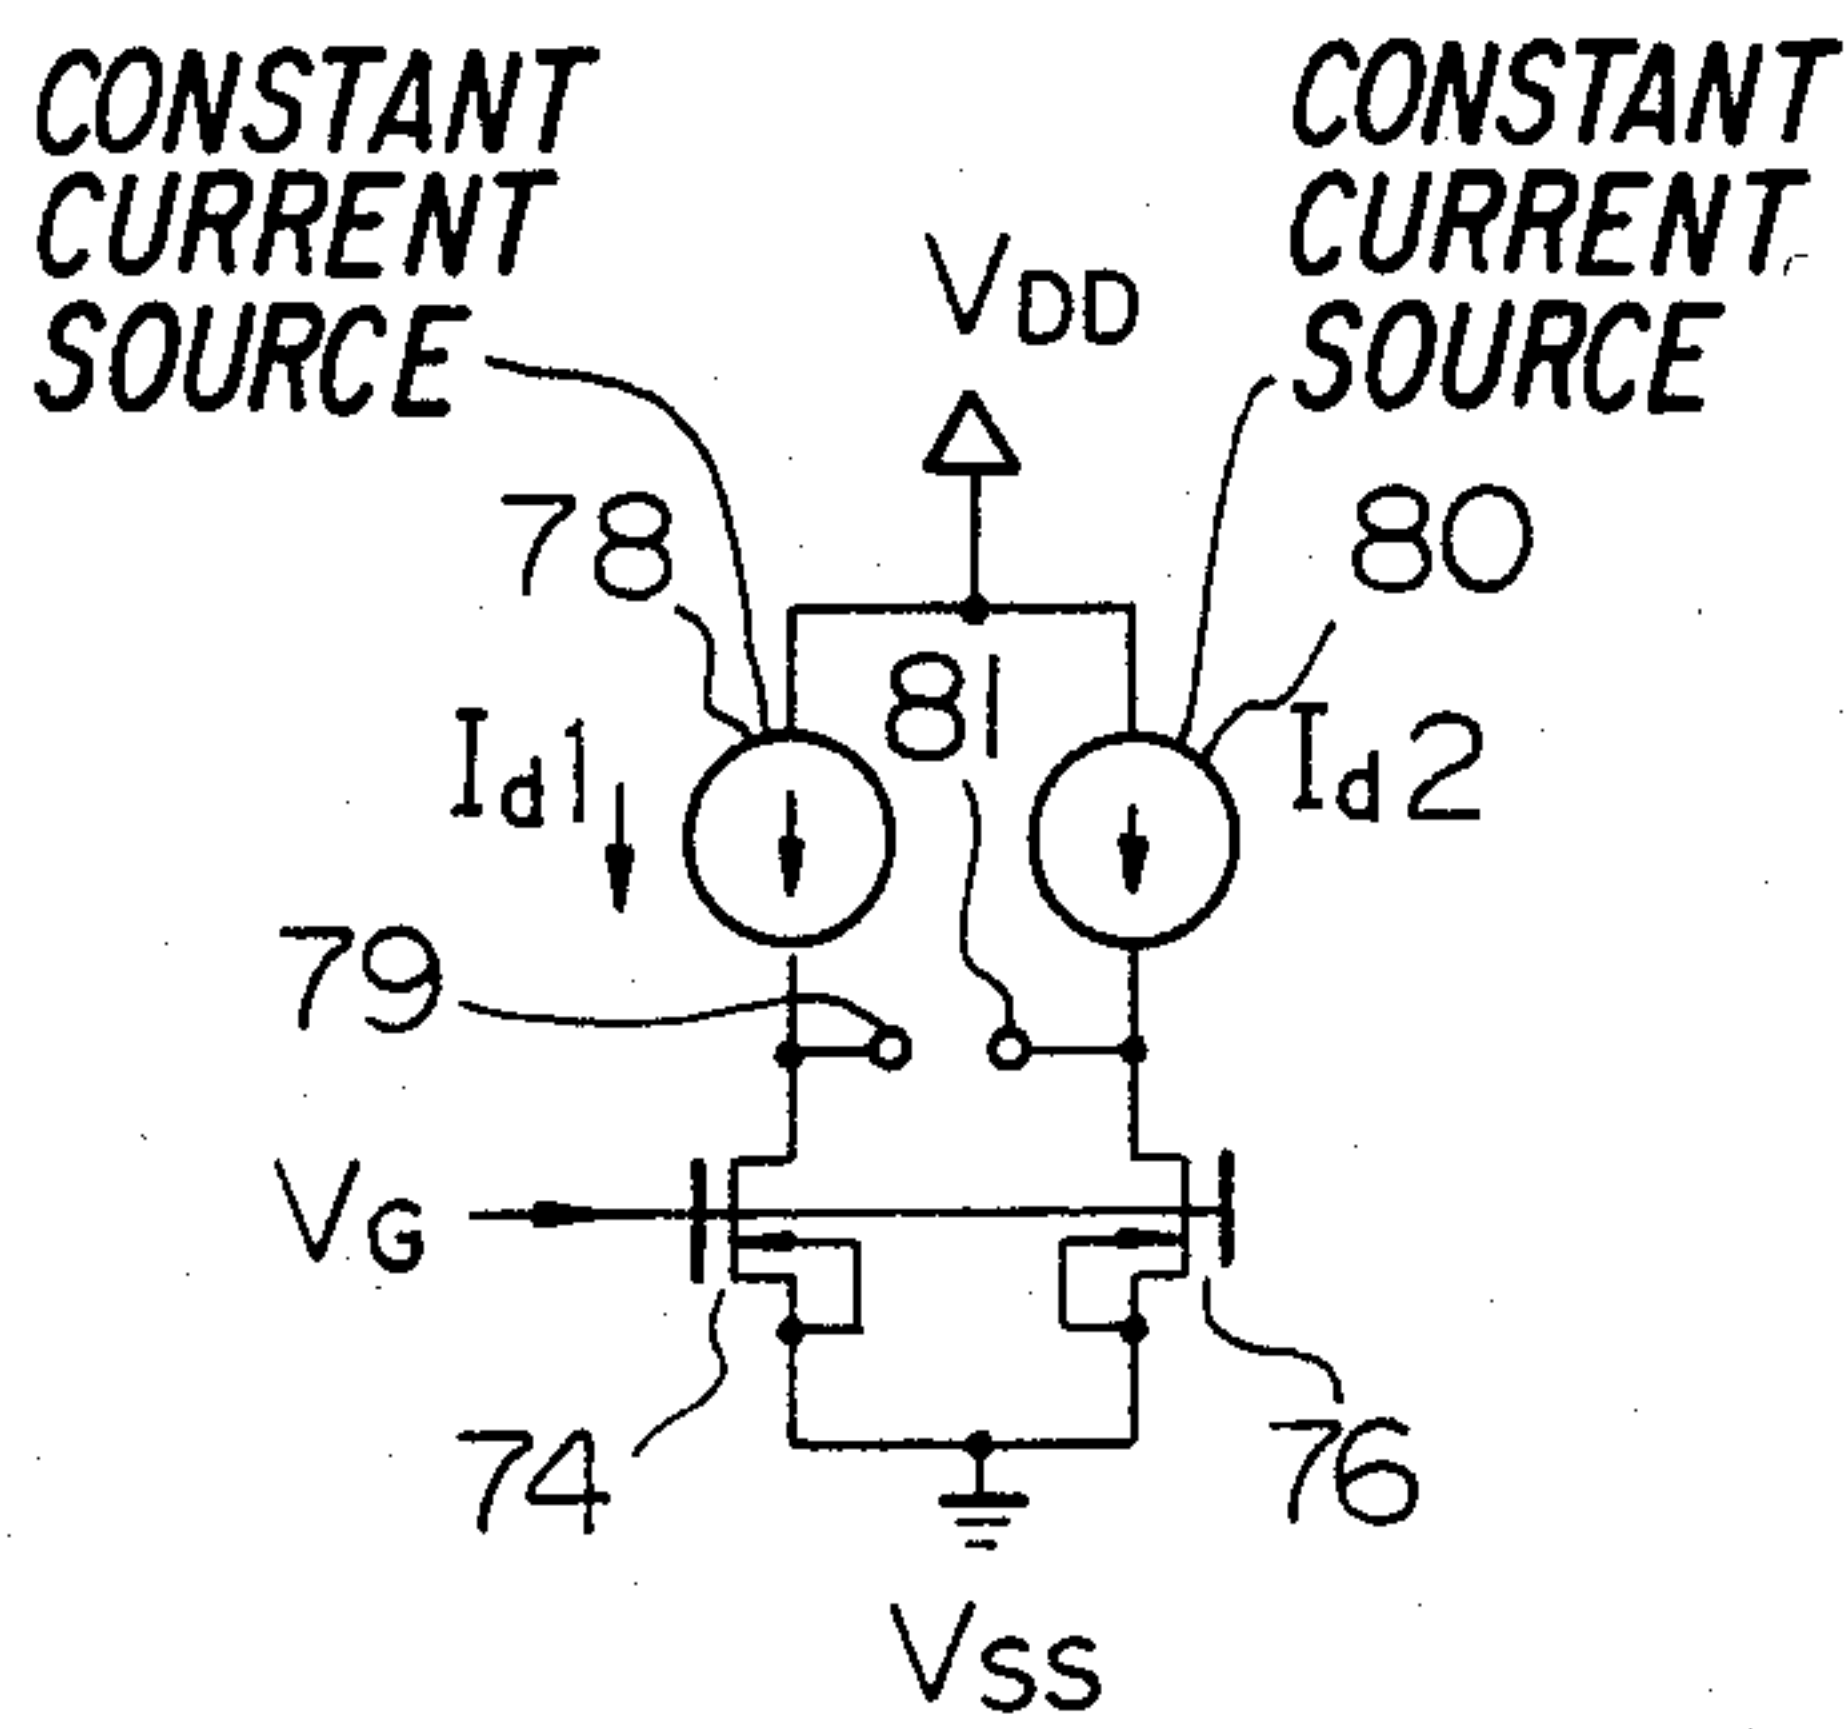 CONSTANT
CURRENT
SOURCE
CONSTANT
CURRENT
SOURCE
VDD
78
80
81
Id1
Id2
79
VG
74
76
VSS